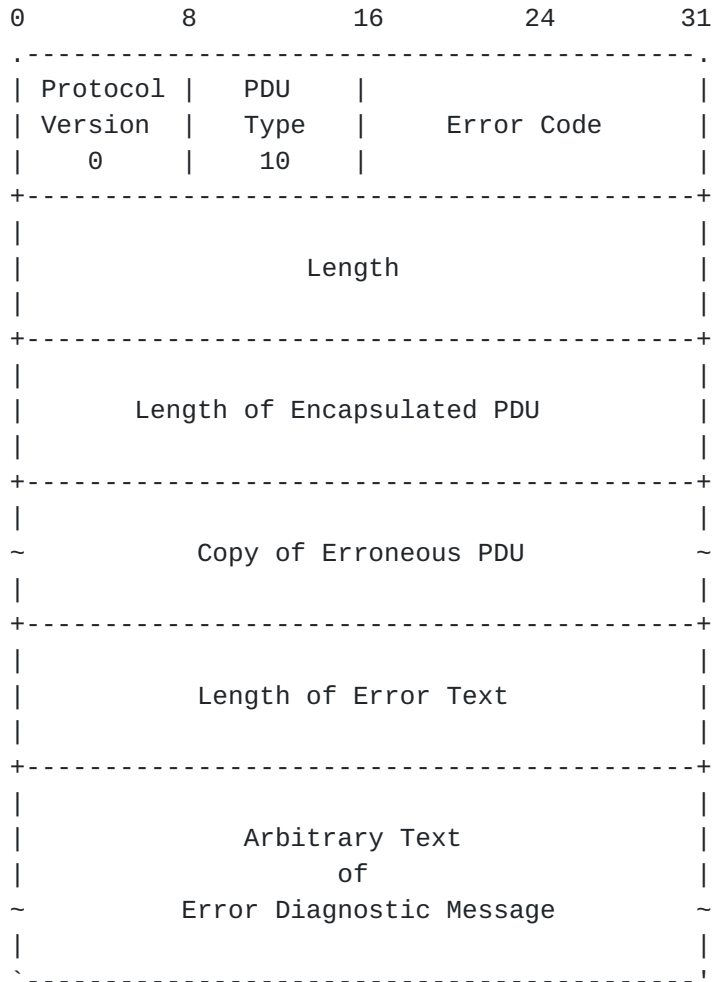 0 8 16 24 31
.-------------------------------------------.
| Protocol | PDU | |
| Version | Type | Error Code |
| 0 | 10 | |
+-------------------------------------------+
| |
| Length |
| |
+-------------------------------------------+
| |
| Length of Encapsulated PDU |
| |
+-------------------------------------------+
| |
~ Copy of Erroneous PDU ~
| |
+-------------------------------------------+
| |
| Length of Error Text |
| |
+-------------------------------------------+
| |
| Arbitrary Text |
| of |
~ Error Diagnostic Message ~
| |
`-------------------------------------------'